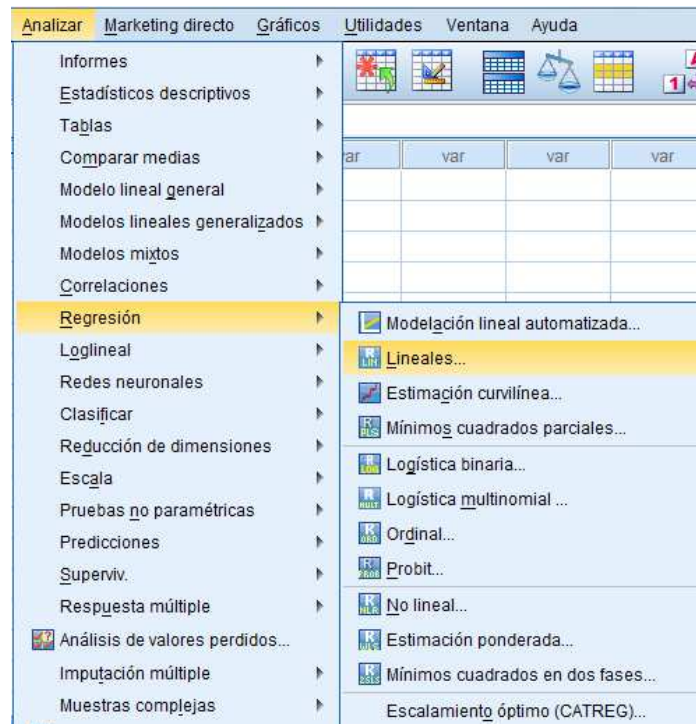 Analizar Marketing directo Gráficos Utilidades Ventana Ayuda
Informes
Estadísticos descriptivos
Tablas
Comparar medias
Modelo lineal general
Modelos lineales generalizados
Modelos mixtos
Correlaciones
Regresión
Loglineal
Redes neuronales
Clasificar
Reducción de dimensiones
Escala
Pruebas no paramétricas
Predicciones
Superviv.
Respuesta múltiple
Análisis de valores perdidos...
Imputación múltiple
Muestras complejas
var var var
Modelación lineal automatizada...
Lineales...
Estimación curvilínea...
Mínimos cuadrados parciales...
Logística binaria...
Logística multinomial ...
Ordinal...
Probit...
No lineal...
Estimación ponderada...
Mínimos cuadrados en dos fases...
Escalamiento óptimo (CATREG)...